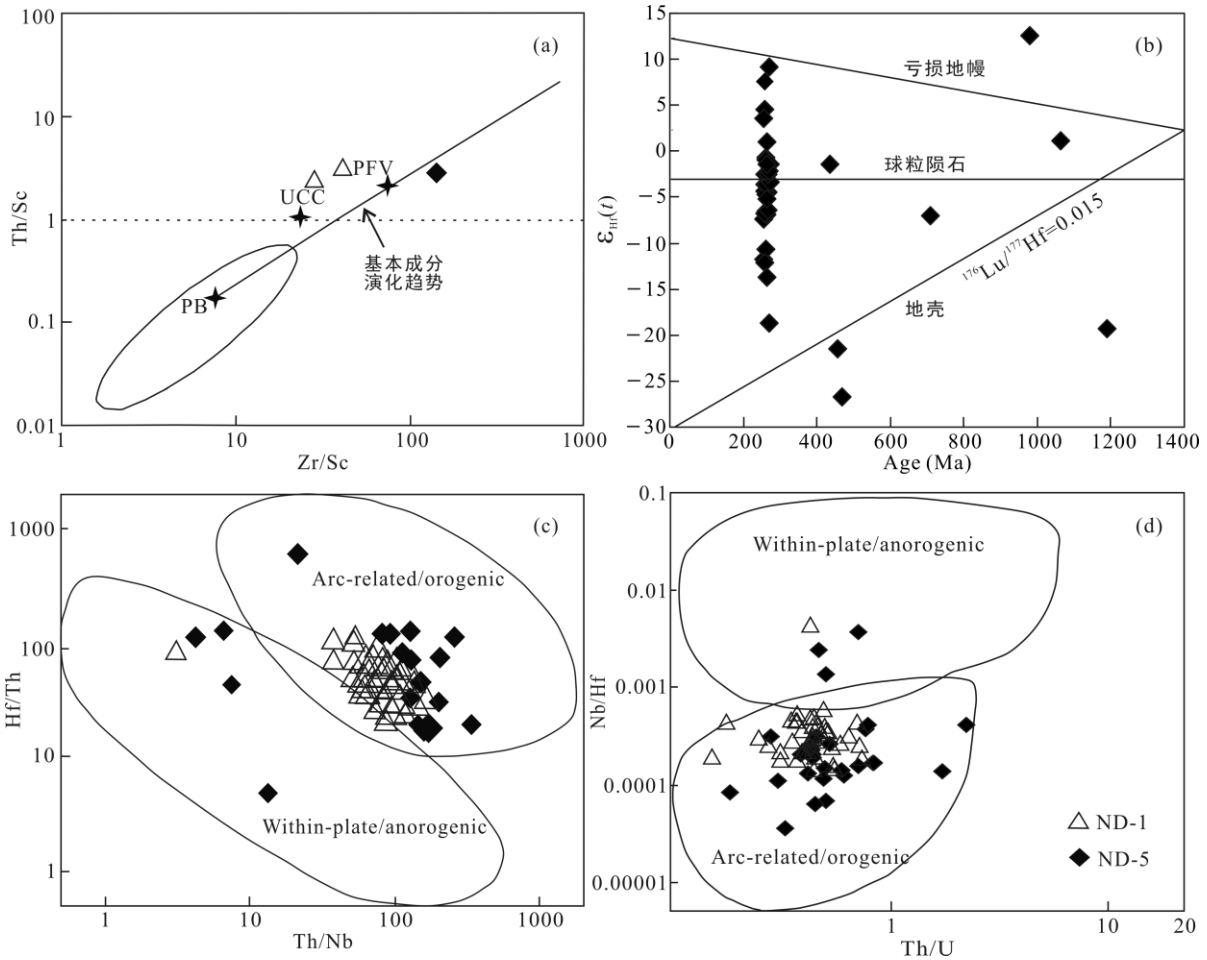 (a)
100
10
1
0.1
0.01
Th/Sc
PFV
UCC
PB
基本成分
演化趋势
1
10
100
1000
Zr/Sc
(b)
15
10
5
0
−5
−10
−15
−20
−25
−30
εHf(t)
亏损地幔
球粒陨石
¹⁷⁶Lu/¹⁷⁷Hf=0.015
地壳
0
200
400
600
800
1000
1200
1400
Age (Ma)
(c)
1000
100
10
1
Hf/Th
Arc-related/orogenic
Within-plate/anorogenic
1
10
100
1000
Th/Nb
(d)
0.1
0.01
0.001
0.0001
0.00001
Nb/Hf
Within-plate/anorogenic
Arc-related/orogenic
ND-1
ND-5
1
10
20
Th/U